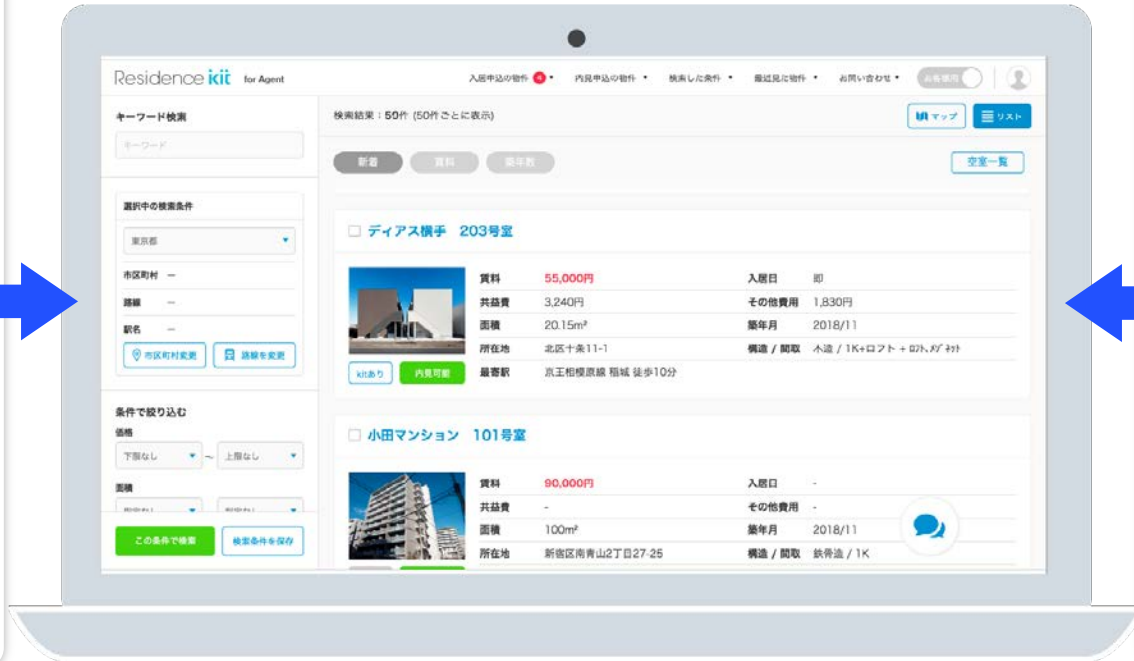 Residence kit for Agent
入居申込の物件 4 内見申込の物件 検索した条件 最近見た物件 お問い合わせ お客様用
キーワード検索
キーワード
選択中の検索条件
東京都
市区町村 ー
路線 ー
駅名 ー
市区町村変更 路線を変更
条件で絞り込む
価格
下限なし ～ 上限なし
面積
この条件で検索 検索条件を保存
検索結果：50件 (50件ごとに表示)
マップ リスト
新着 賃料 築年数
空室一覧
ディアス横手 203号室
賃料 55,000円 入居日 即
共益費 3,240円 その他費用 1,830円
面積 20.15m² 築年月 2018/11
所在地 北区十条11-1 構造 / 間取 木造 / 1K+ロフト + ロフト、メゾネット
kitあり 内見可能 最寄駅 京王相模原線 稲城 徒歩10分
小田マンション 101号室
賃料 90,000円 入居日 -
共益費 - その他費用 -
面積 100m² 築年月 2018/11
所在地 新宿区南青山2丁目27-25 構造 / 間取 鉄骨造 / 1K